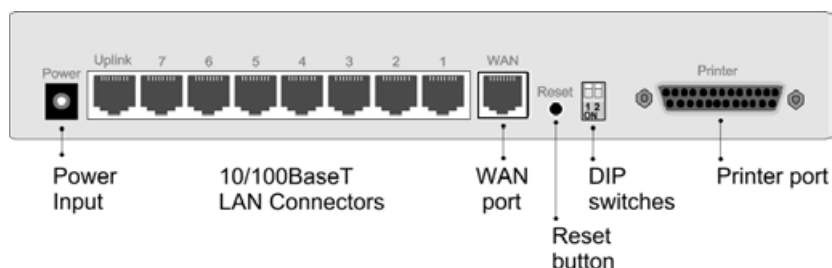 Power
Uplink 7 6 5 4 3 2 1
WAN
Reset
1 2
ON
Printer
Power
Input
10/100BaseT
LAN Connectors
WAN
port
Reset
button
DIP
switches
Printer port